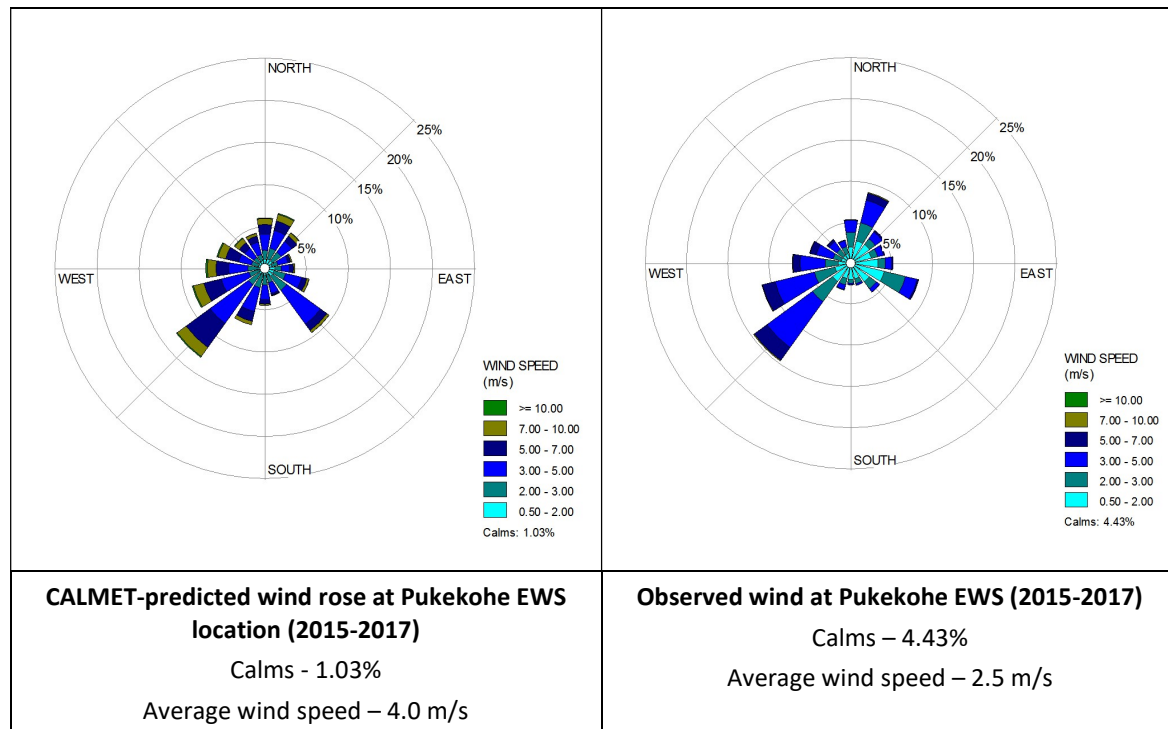 NORTH
25%
20%
15%
10%
5%
WEST
EAST
SOUTH
WIND SPEED
(m/s)
>= 10.00
7.00 - 10.00
5.00 - 7.00
3.00 - 5.00
2.00 - 3.00
0.50 - 2.00
Calms: 1.03%
NORTH
25%
20%
15%
10%
5%
WEST
EAST
SOUTH
WIND SPEED
(m/s)
>= 10.00
7.00 - 10.00
5.00 - 7.00
3.00 - 5.00
2.00 - 3.00
0.50 - 2.00
Calms: 4.43%
CALMET-predicted wind rose at Pukekohe EWS
location (2015-2017)
Calms - 1.03%
Average wind speed – 4.0 m/s
Observed wind at Pukekohe EWS (2015-2017)
Calms – 4.43%
Average wind speed – 2.5 m/s